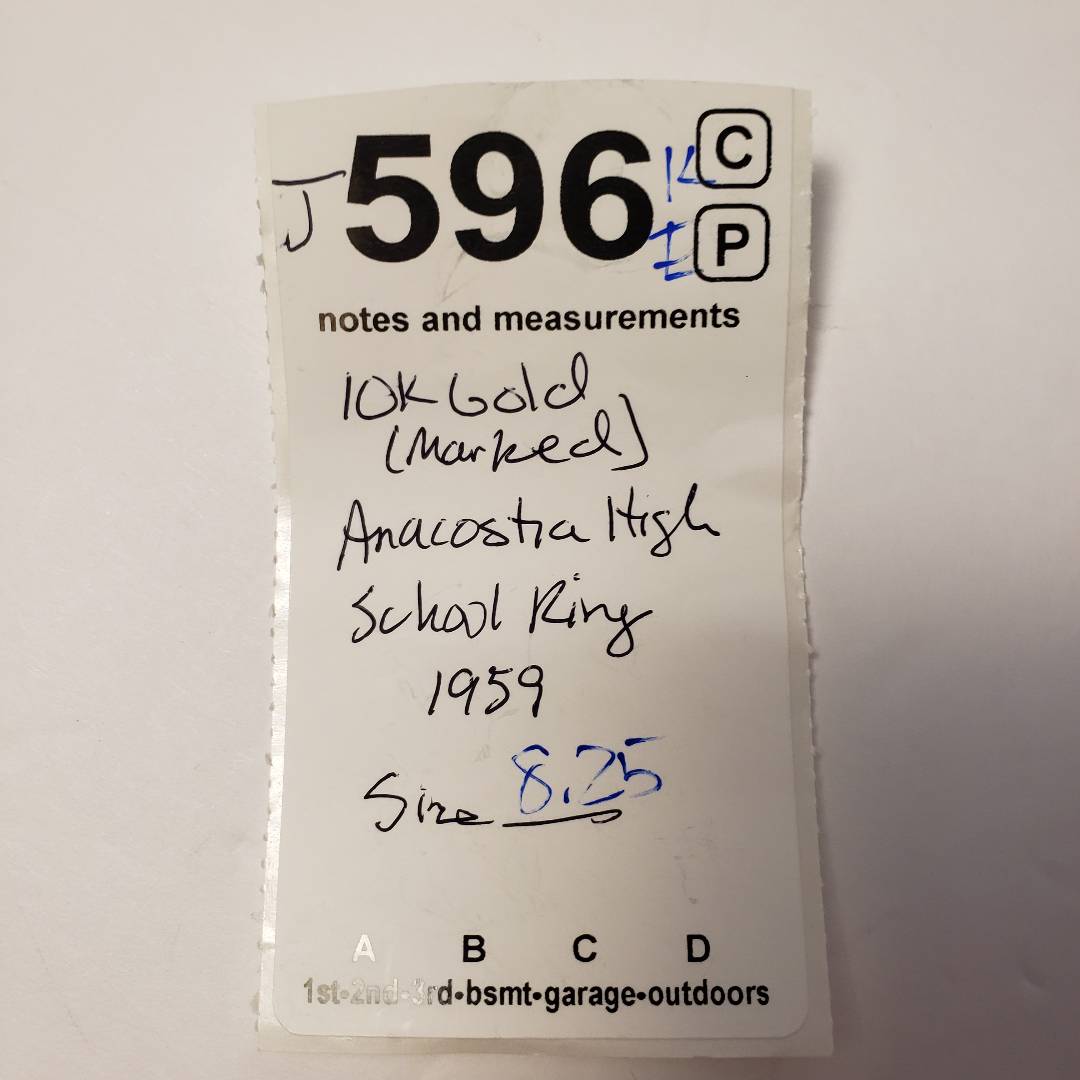 J 596 C
P
notes and measurements
10K Gold
(Marked)
Anacostia High
School Ring
1959
Size 8.25
A B C D
1st•2nd•3rd•bsmt•garage•outdoors